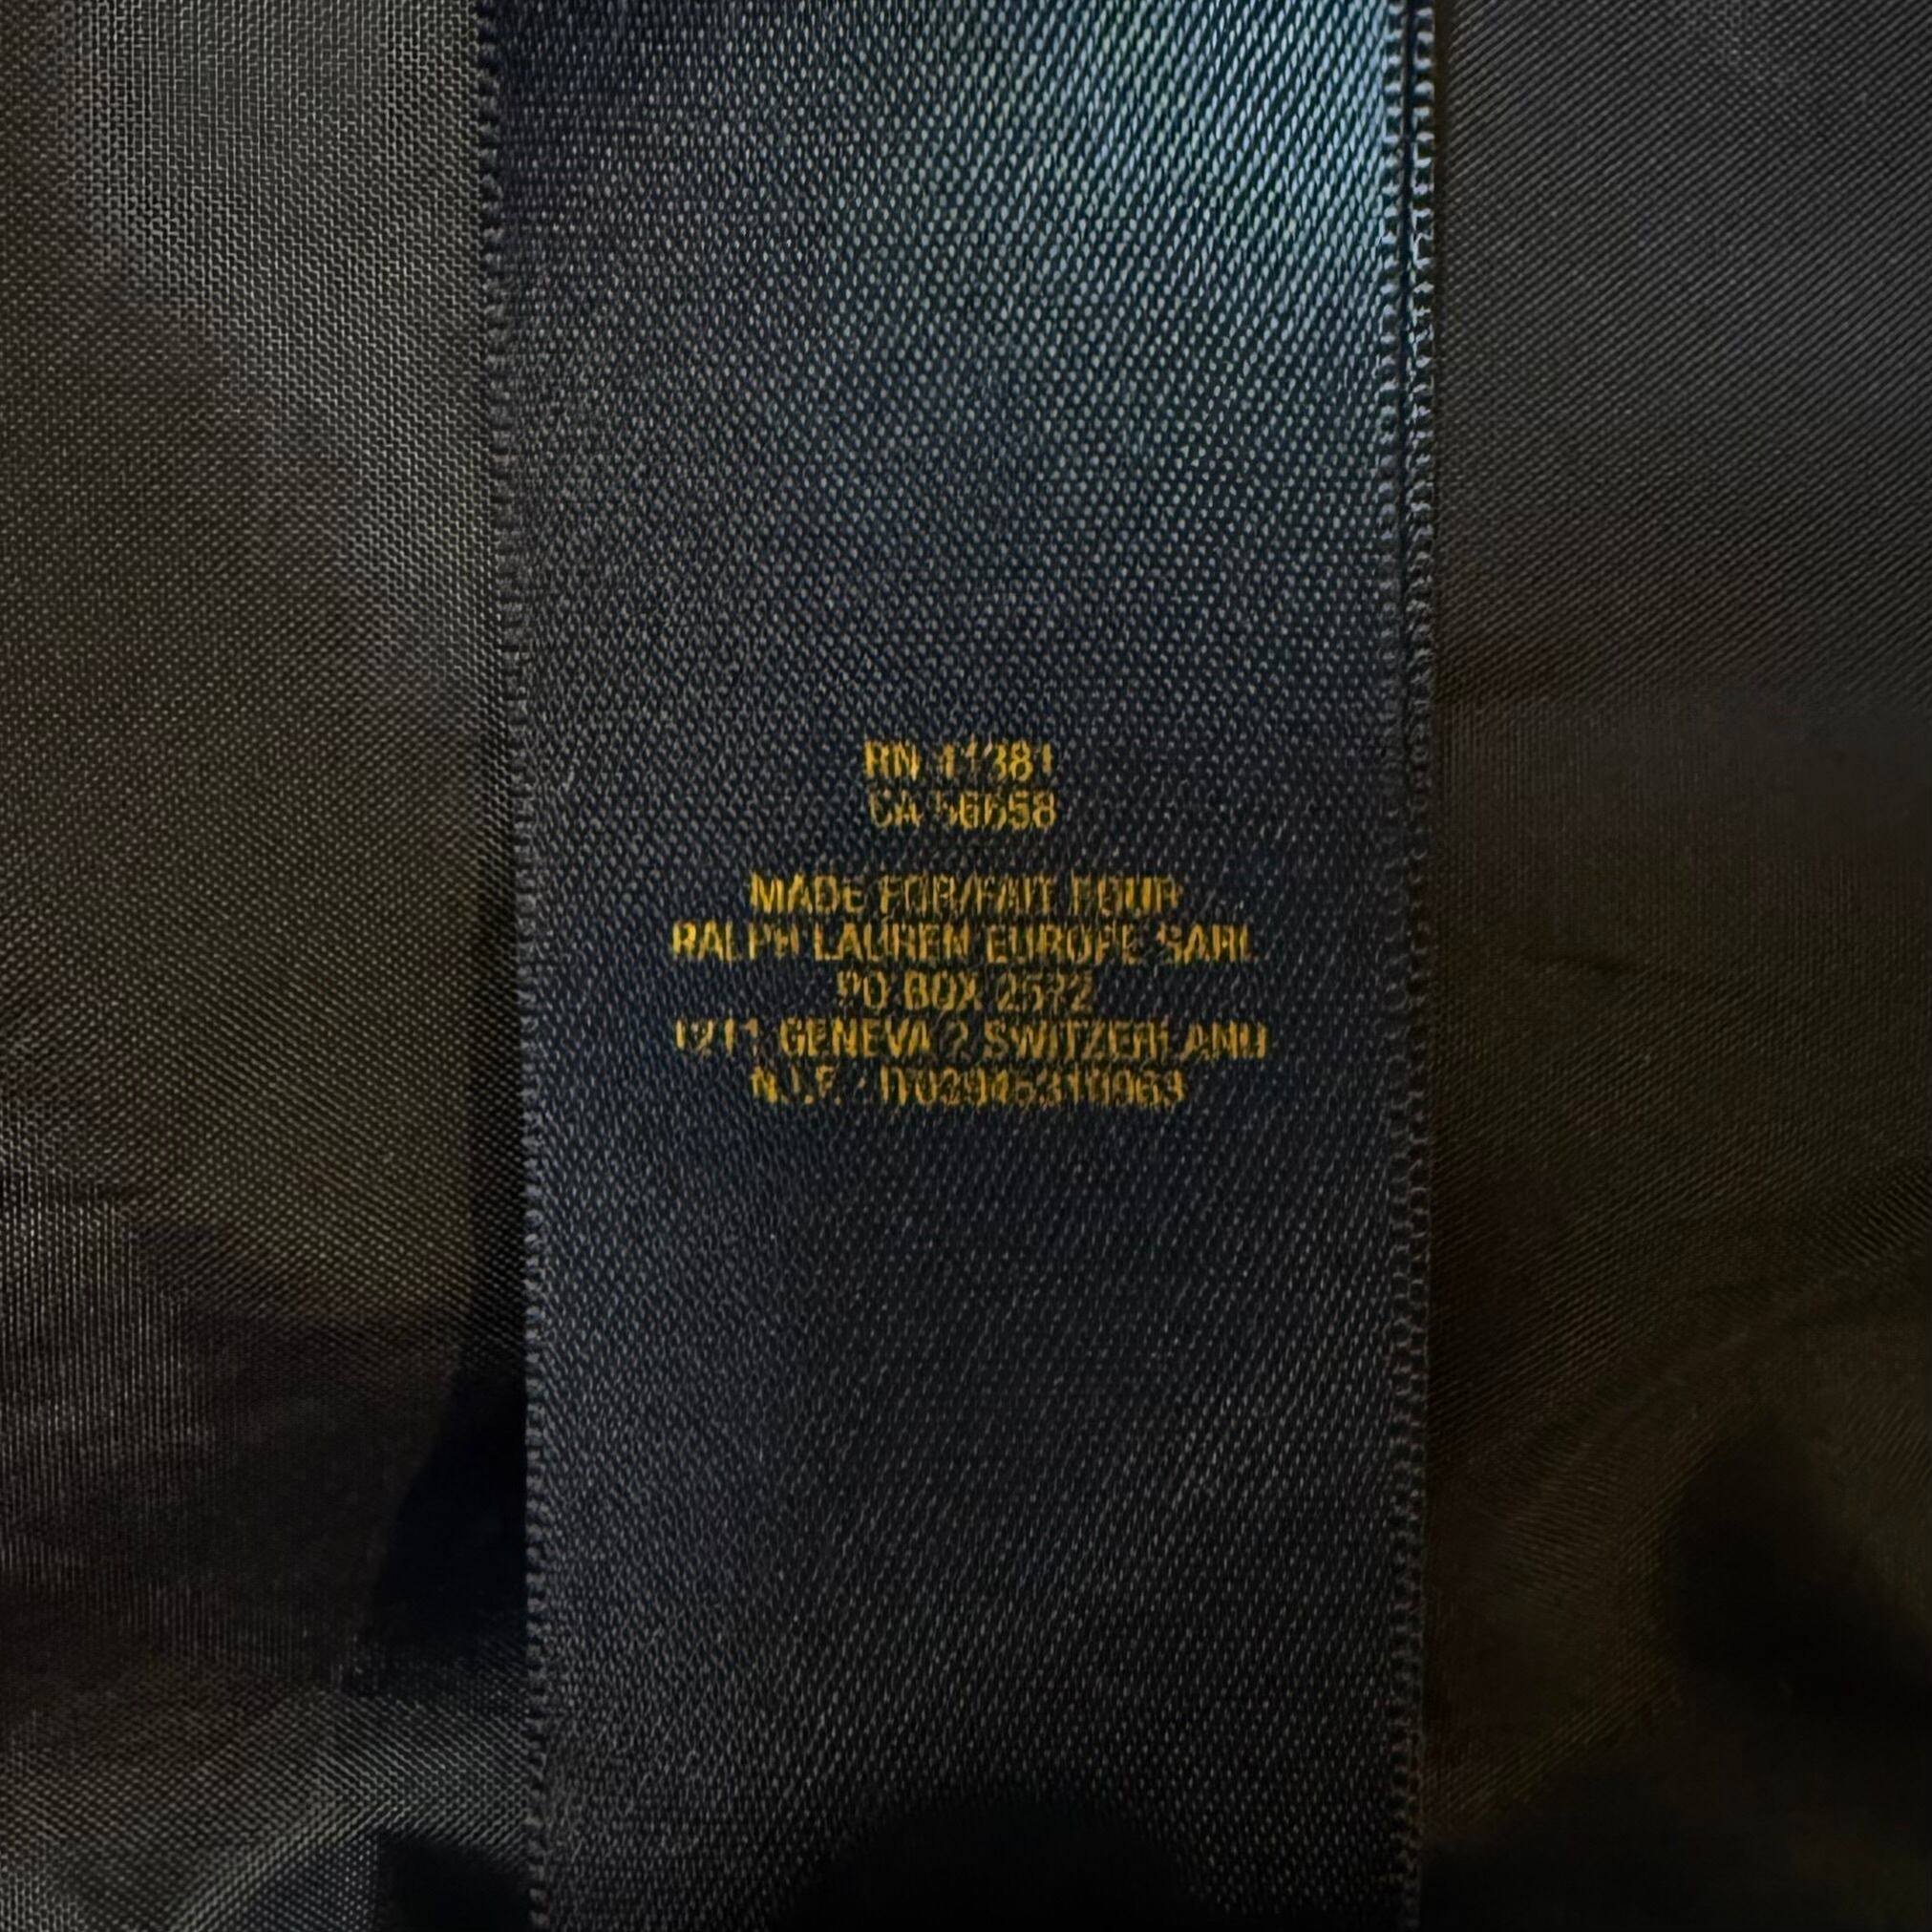 RN 41381
CA 56658
MADE FOR/FAIT POUR
RALPH LAUREN EUROPE SARL
PO BOX 2572
1211 GENEVA 2 SWITZERLAND
N.I.F.: IT02945310963